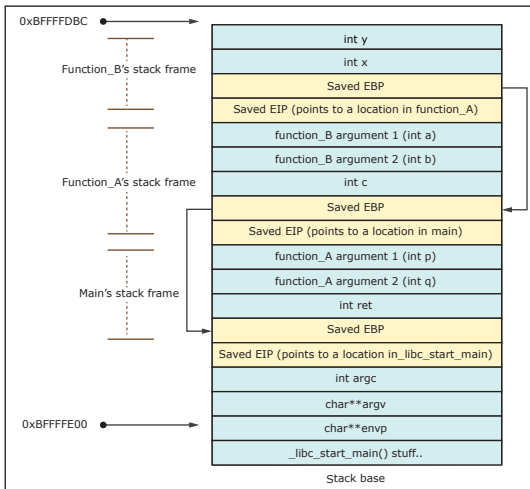 0xBFFFFDBC
int y
int x
Function_B's stack frame
Saved EBP
Saved EIP (points to a location in function_A)
function_B argument 1 (int a)
function_B argument 2 (int b)
Function_A's stack frame
int c
Saved EBP
Saved EIP (points to a location in main)
function_A argument 1 (int p)
function_A argument 2 (int q)
Main's stack frame
int ret
Saved EBP
Saved EIP (points to a location in_libc_start_main)
int argc
char**argv
0xBFFFFE00
char**envp
_libc_start_main() stuff..
Stack base